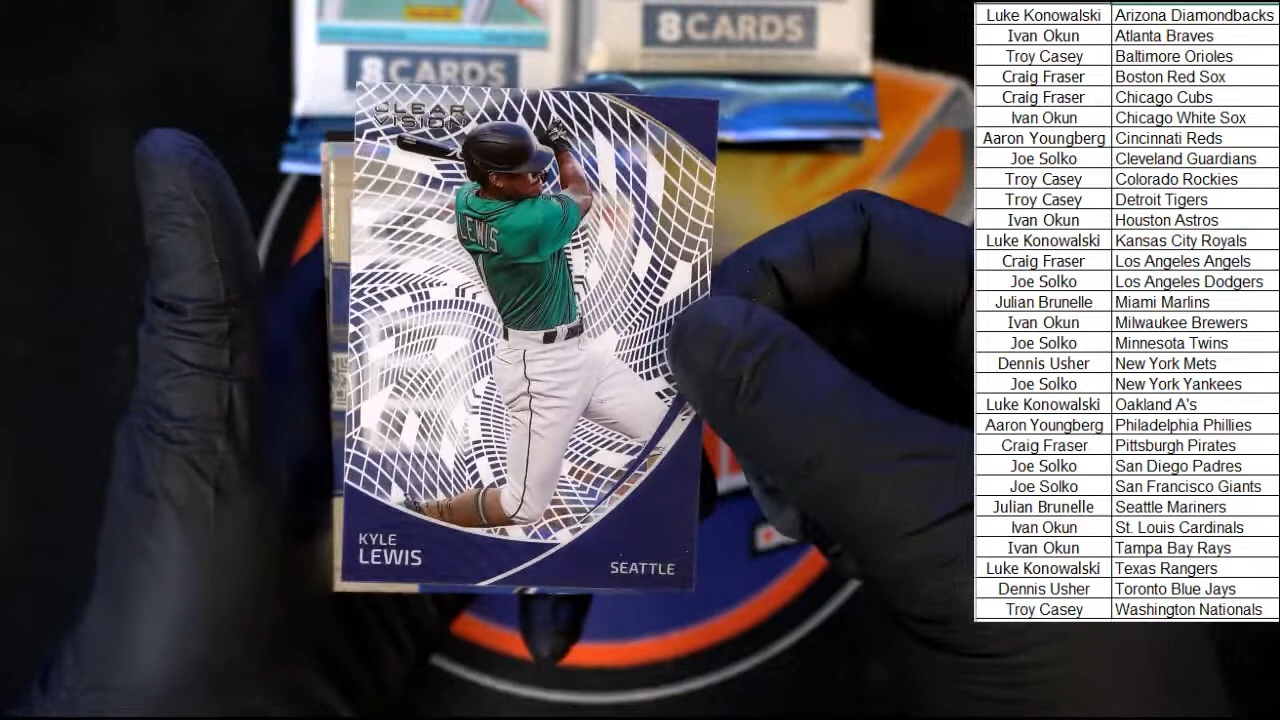 8 CARDS
8 CARDS
CLEAR
VISION
LEWIS
1
KYLE
LEWIS
SEATTLE
Luke Konowalski Arizona Diamondbacks
Ivan Okun Atlanta Braves
Troy Casey Baltimore Orioles
Craig Fraser Boston Red Sox
Craig Fraser Chicago Cubs
Ivan Okun Chicago White Sox
Aaron Youngberg Cincinnati Reds
Joe Solko Cleveland Guardians
Troy Casey Colorado Rockies
Troy Casey Detroit Tigers
Ivan Okun Houston Astros
Luke Konowalski Kansas City Royals
Craig Fraser Los Angeles Angels
Joe Solko Los Angeles Dodgers
Julian Brunelle Miami Marlins
Ivan Okun Milwaukee Brewers
Joe Solko Minnesota Twins
Dennis Usher New York Mets
Joe Solko New York Yankees
Luke Konowalski Oakland A's
Aaron Youngberg Philadelphia Phillies
Craig Fraser Pittsburgh Pirates
Joe Solko San Diego Padres
Joe Solko San Francisco Giants
Julian Brunelle Seattle Mariners
Ivan Okun St. Louis Cardinals
Ivan Okun Tampa Bay Rays
Luke Konowalski Texas Rangers
Dennis Usher Toronto Blue Jays
Troy Casey Washington Nationals